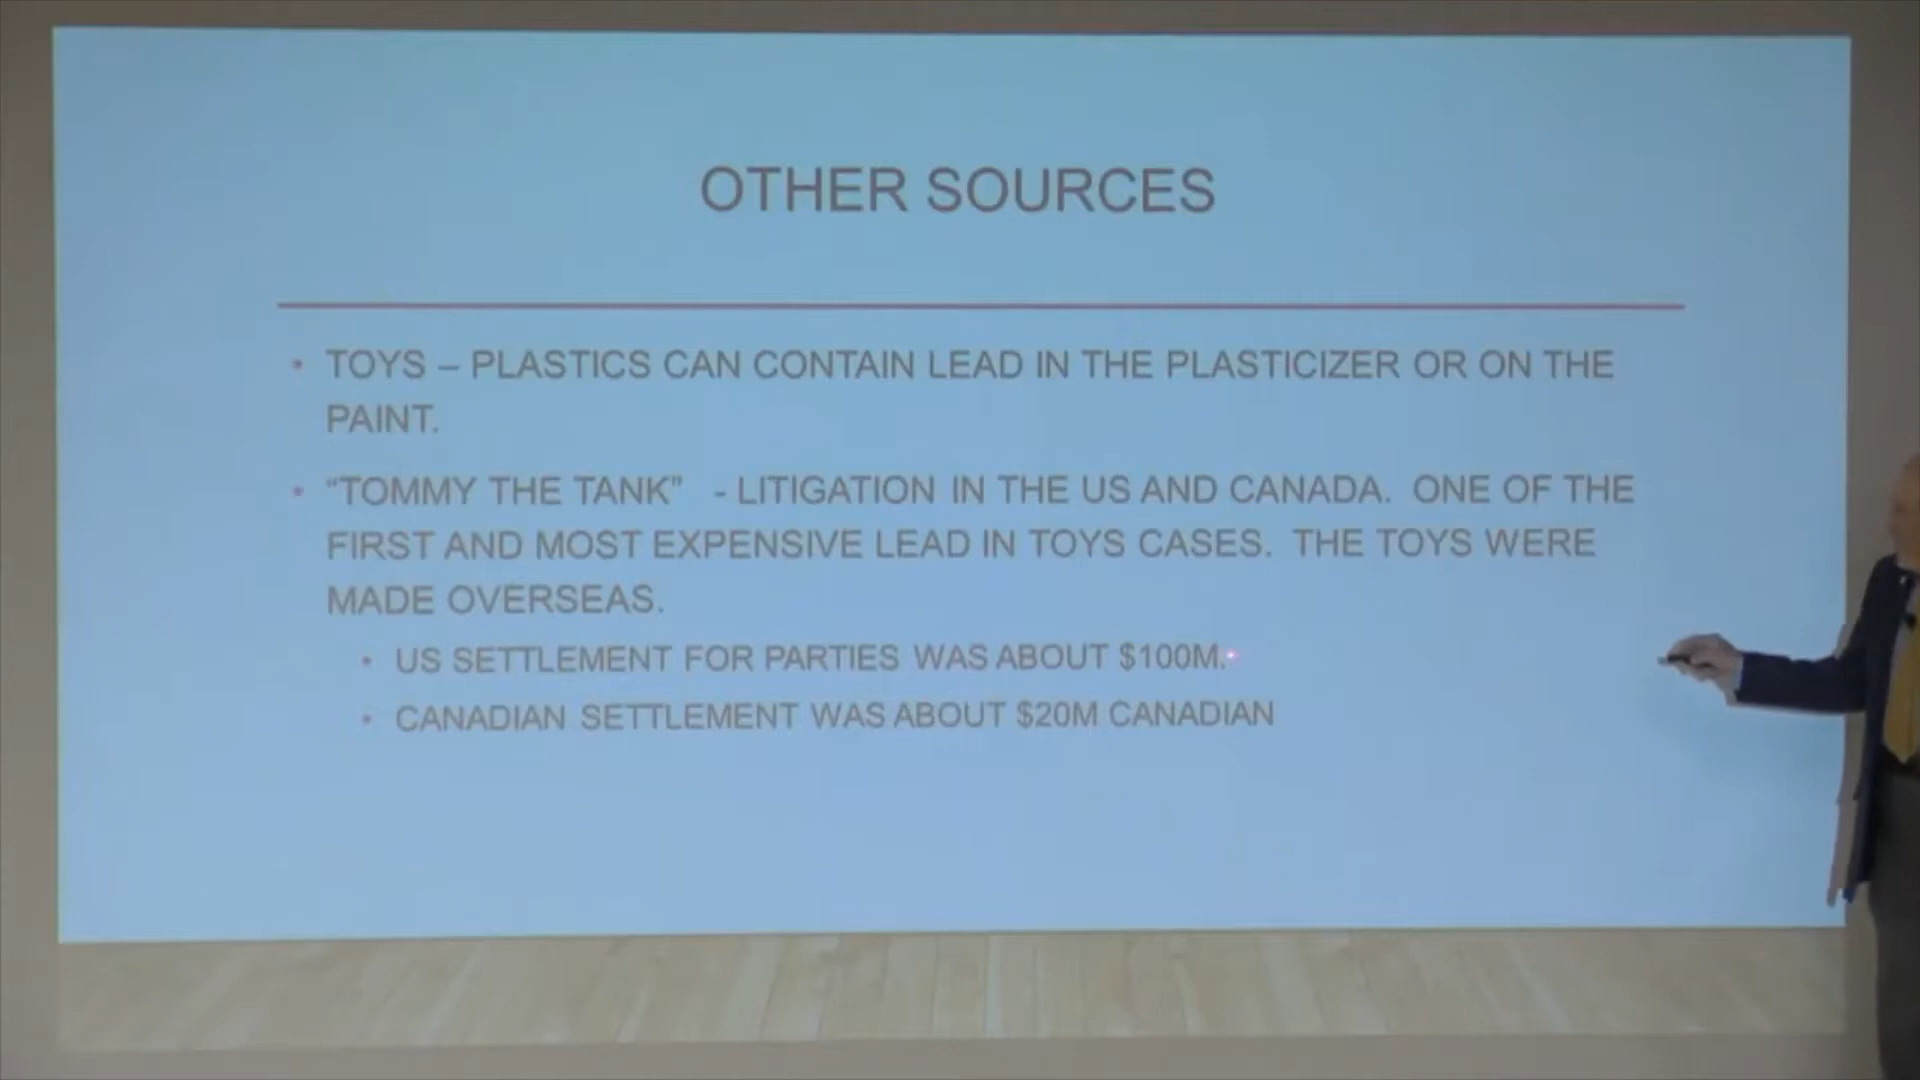 OTHER SOURCES
• TOYS – PLASTICS CAN CONTAIN LEAD IN THE PLASTICIZER OR ON THE
PAINT.
• “TOMMY THE TANK” - LITIGATION IN THE US AND CANADA. ONE OF THE
FIRST AND MOST EXPENSIVE LEAD IN TOYS CASES. THE TOYS WERE
MADE OVERSEAS.
• US SETTLEMENT FOR PARTIES WAS ABOUT $100M.
• CANADIAN SETTLEMENT WAS ABOUT $20M CANADIAN